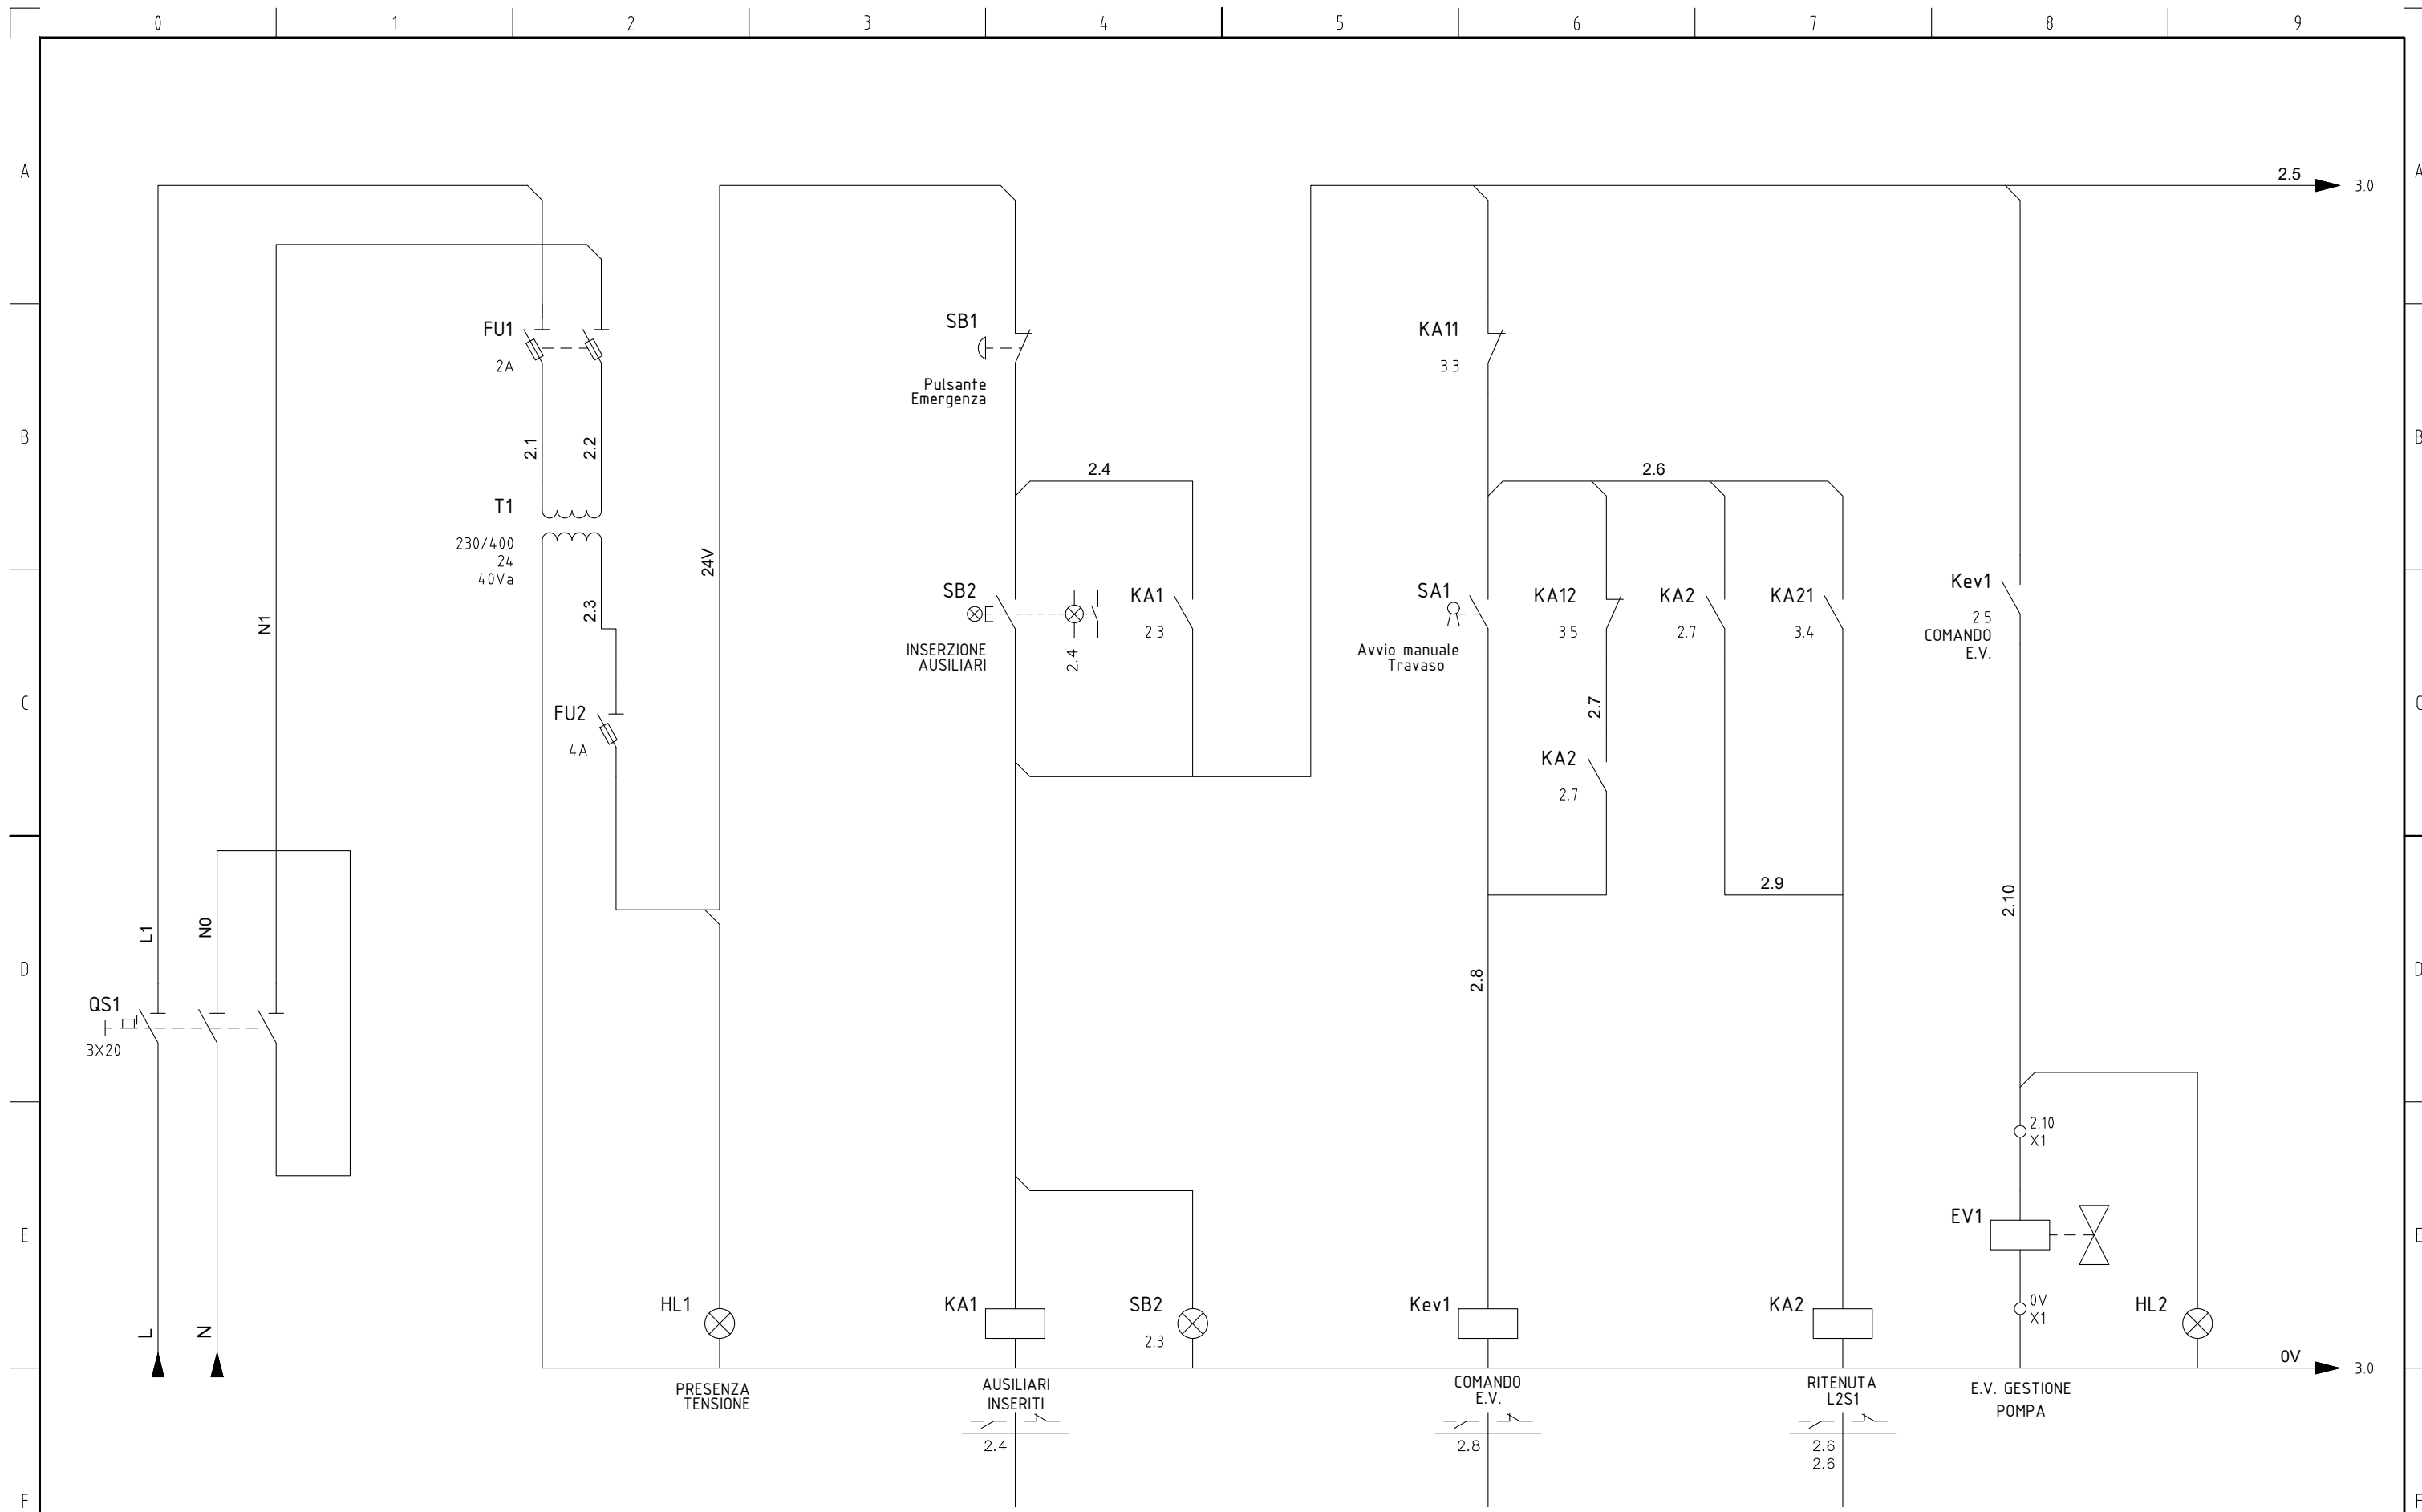 0 1 2 3 4 5 6 7 8 9
A A
2.5
3.0
FU1
2A
SB1
Pulsante
Emergenza
KA11
3.3
B B
2.1
2.2
2.4
2.6
T1
230/400
24
40Va
24V
N1
2.3
SB2
INSERZIONE
AUSILIARI
2.4
KA1
2.3
SA1
Avvio manuale
Travaso
KA12
3.5
KA2
2.7
KA21
3.4
Kev1
2.5
COMANDO
E.V.
C C
FU2
4A
2.7
KA2
2.7
2.9
2.10
L1
N0
2.8
D D
QS1
3X20
2.10
X1
E E
EV1
L
N
HL1
KA1
SB2
2.3
Kev1
KA2
0V
X1
HL2
0V
3.0
PRESENZA
TENSIONE
AUSILIARI
INSERITI
2.4
COMANDO
E.V.
2.8
RITENUTA
L2S1
2.6
2.6
E.V. GESTIONE
POMPA
F F